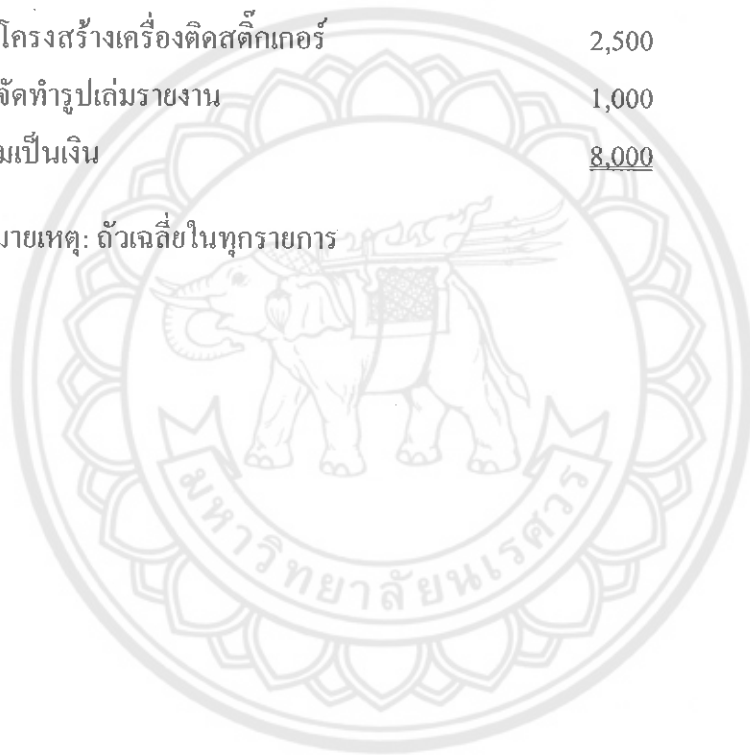 โครงสร้างเครื่องติดสติ๊กเกอร์ 2,500
จัดทำรูปเล่มรายงาน 1,000
มเป็นเงิน 8,000
มายเหตุ: ถัวเฉลี่ยในทุกรายการ
มหาวิทยาลัยนเรศวร